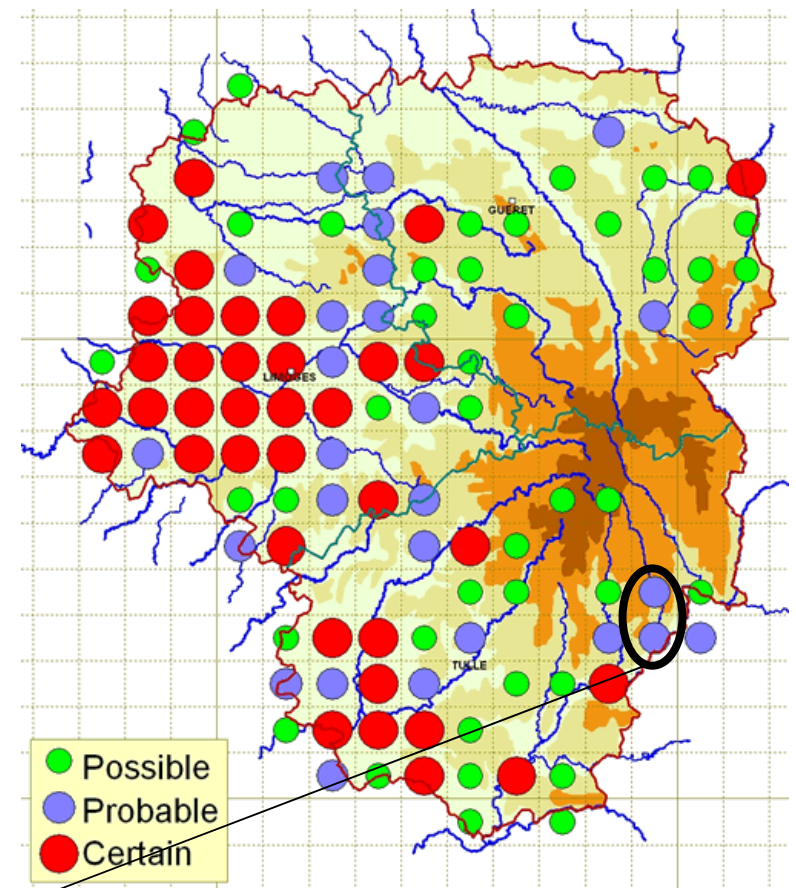 GUERET
LIMOGES
TULLE
Possible
Probable
Certain